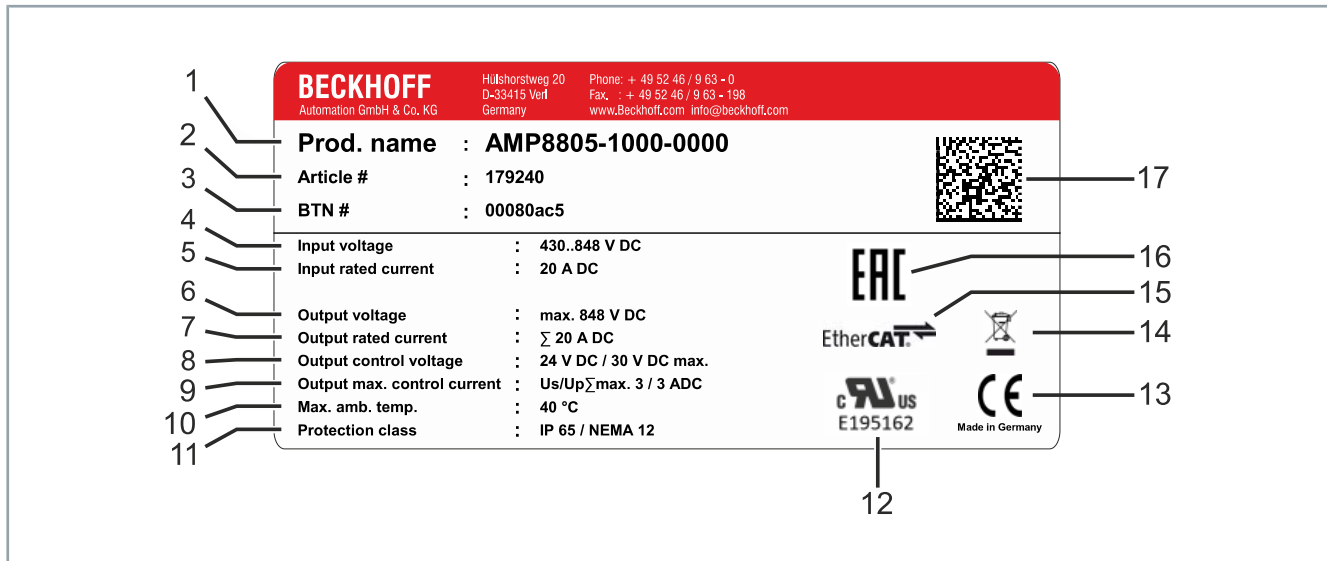 BECKHOFF
Automation GmbH & Co. KG
Hülshorstweg 20
D-33415 Verl
Germany
Phone: + 49 52 46 / 9 63 - 0
Fax. : + 49 52 46 / 9 63 - 198
www.Beckhoff.com info@beckhoff.com
1
Prod. name : AMP8805-1000-0000
2
Article # : 179240
3
BTN # : 00080ac5
17
4
Input voltage : 430..848 V DC
5
Input rated current : 20 A DC
6
Output voltage : max. 848 V DC
7
Output rated current : ∑ 20 A DC
8
Output control voltage : 24 V DC / 30 V DC max.
9
Output max. control current : Us/Up∑max. 3 / 3 ADC
10
Max. amb. temp. : 40 °C
11
Protection class : IP 65 / NEMA 12
EAC
16
EtherCAT®
15
14
c RU® US
E195162
12
CE
Made in Germany
13